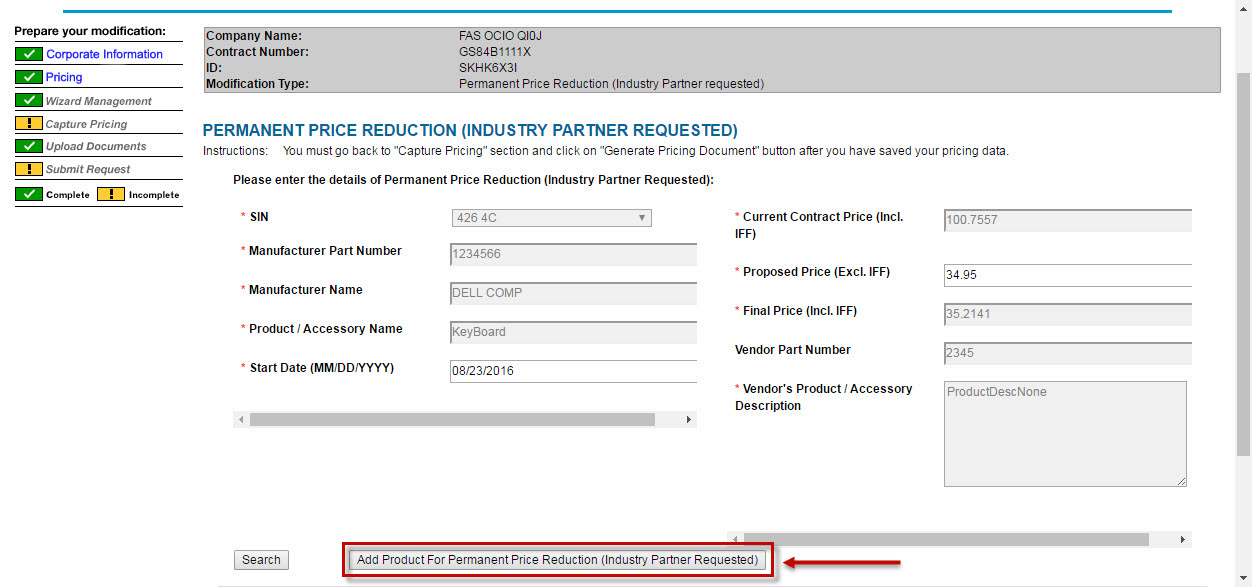 Prepare your modification:
Corporate Information
Pricing
Wizard Management
Capture Pricing
Upload Documents
Submit Request
Complete Incomplete
Company Name: FAS OCIO QI0J
Contract Number: GS84B1111X
ID: SKHK6X3I
Modification Type: Permanent Price Reduction (Industry Partner requested)
PERMANENT PRICE REDUCTION (INDUSTRY PARTNER REQUESTED)
Instructions: You must go back to "Capture Pricing" section and click on "Generate Pricing Document" button after you have saved your pricing data.
Please enter the details of Permanent Price Reduction (Industry Partner Requested):
* SIN 426 4C
* Manufacturer Part Number 1234566
* Manufacturer Name DELL COMP
* Product / Accessory Name KeyBoard
* Start Date (MM/DD/YYYY) 08/23/2016
* Current Contract Price (Incl. 100.7557
IFF)
* Proposed Price (Excl. IFF) 34.95
* Final Price (Incl. IFF) 35.2141
Vendor Part Number 2345
* Vendor's Product / Accessory ProductDescNone
Description
Search Add Product For Permanent Price Reduction (Industry Partner Requested)